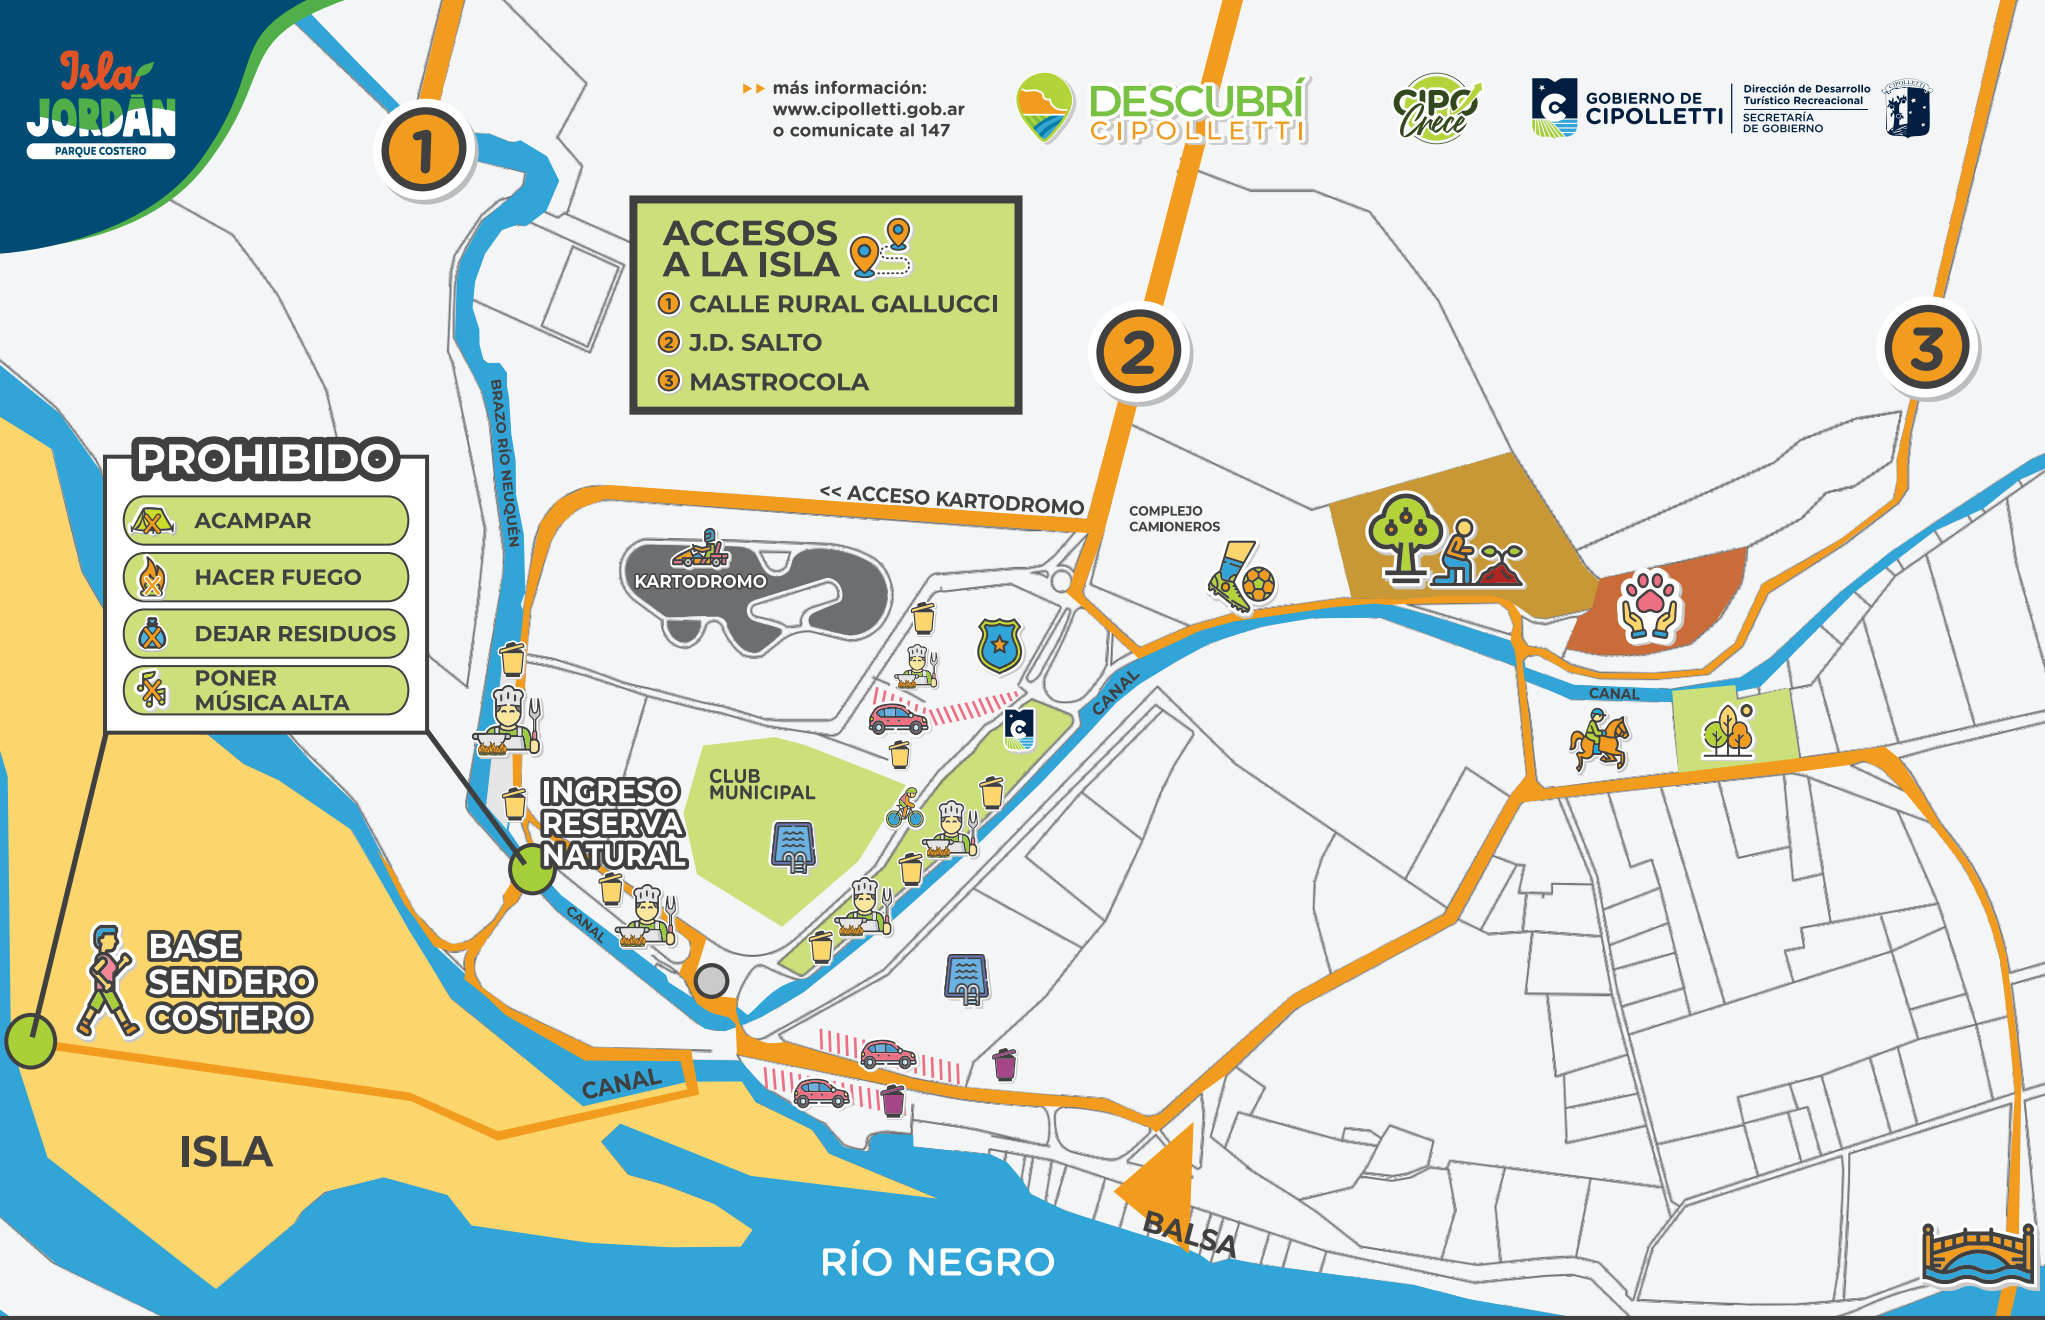 Isla
JORDÁN
PARQUE COSTERO
más información:
www.cipolletti.gob.ar
o comunicate al 147
DESCUBRÍ
CIPOLLETTI
CIPO
Crece
GOBIERNO DE
CIPOLLETTI
Dirección de Desarrollo
Turístico Recreacional
SECRETARÍA
DE GOBIERNO
CIPOLLETTI
1
2
3
ACCESOS
A LA ISLA
1 CALLE RURAL GALLUCCI
2 J.D. SALTO
3 MASTROCOLA
BRAZO RÍO NEUQUÉN
PROHIBIDO
ACAMPAR
HACER FUEGO
DEJAR RESIDUOS
PONER
MÚSICA ALTA
<< ACCESO KARTODROMO
COMPLEJO
CAMIONEROS
KARTODROMO
CANAL
CANAL
CLUB
MUNICIPAL
INGRESO
RESERVA
NATURAL
CANAL
BASE
SENDERO
COSTERO
CANAL
ISLA
BALSA
RÍO NEGRO